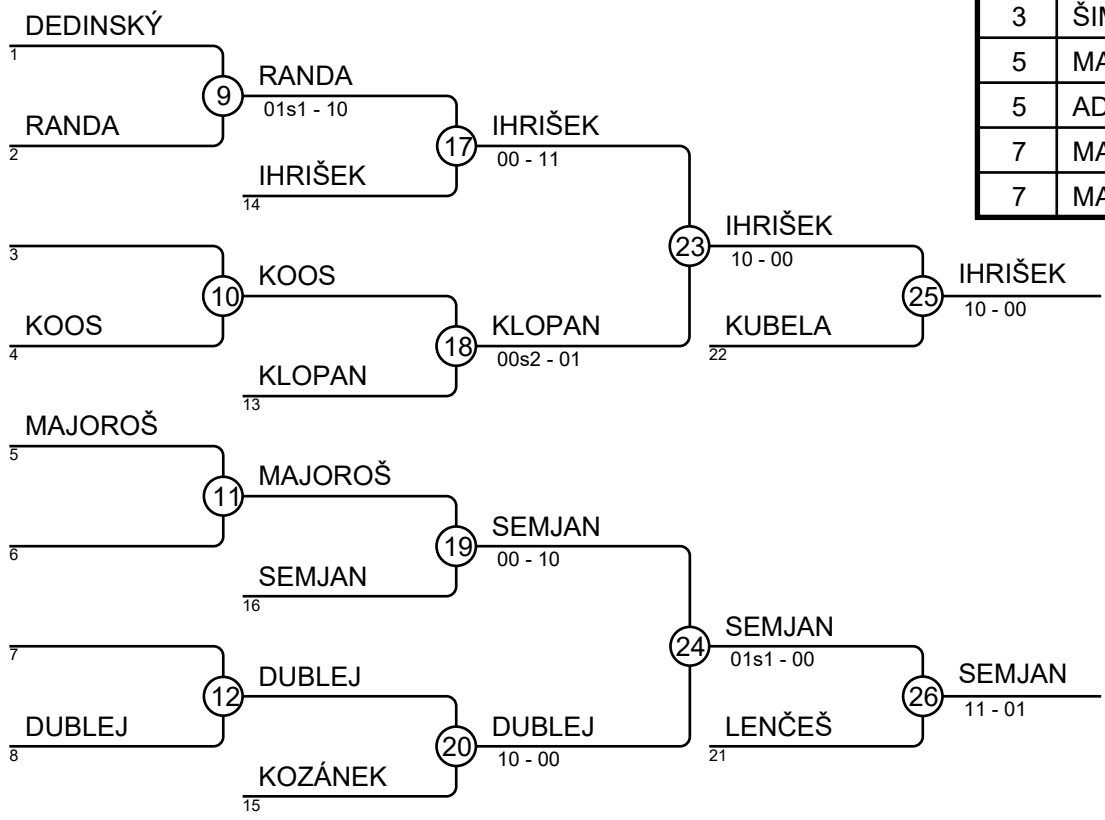 DEDINSKÝ
1
9
RANDA
01s1 - 10
RANDA
2
17
IHRIŠEK
00 - 11
IHRIŠEK
14
3
10
KOOS
KOOS
4
18
KLOPAN
00s2 - 01
KLOPAN
13
23
IHRIŠEK
10 - 00
25
IHRIŠEK
10 - 00
KUBELA
22
MAJOROŠ
5
11
MAJOROŠ
6
19
SEMJAN
00 - 10
SEMJAN
16
7
12
DUBLEJ
DUBLEJ
8
20
DUBLEJ
10 - 00
KOZÁNEK
15
24
SEMJAN
01s1 - 00
26
SEMJAN
11 - 01
LENČEŠ
21
3
5
5
7
7